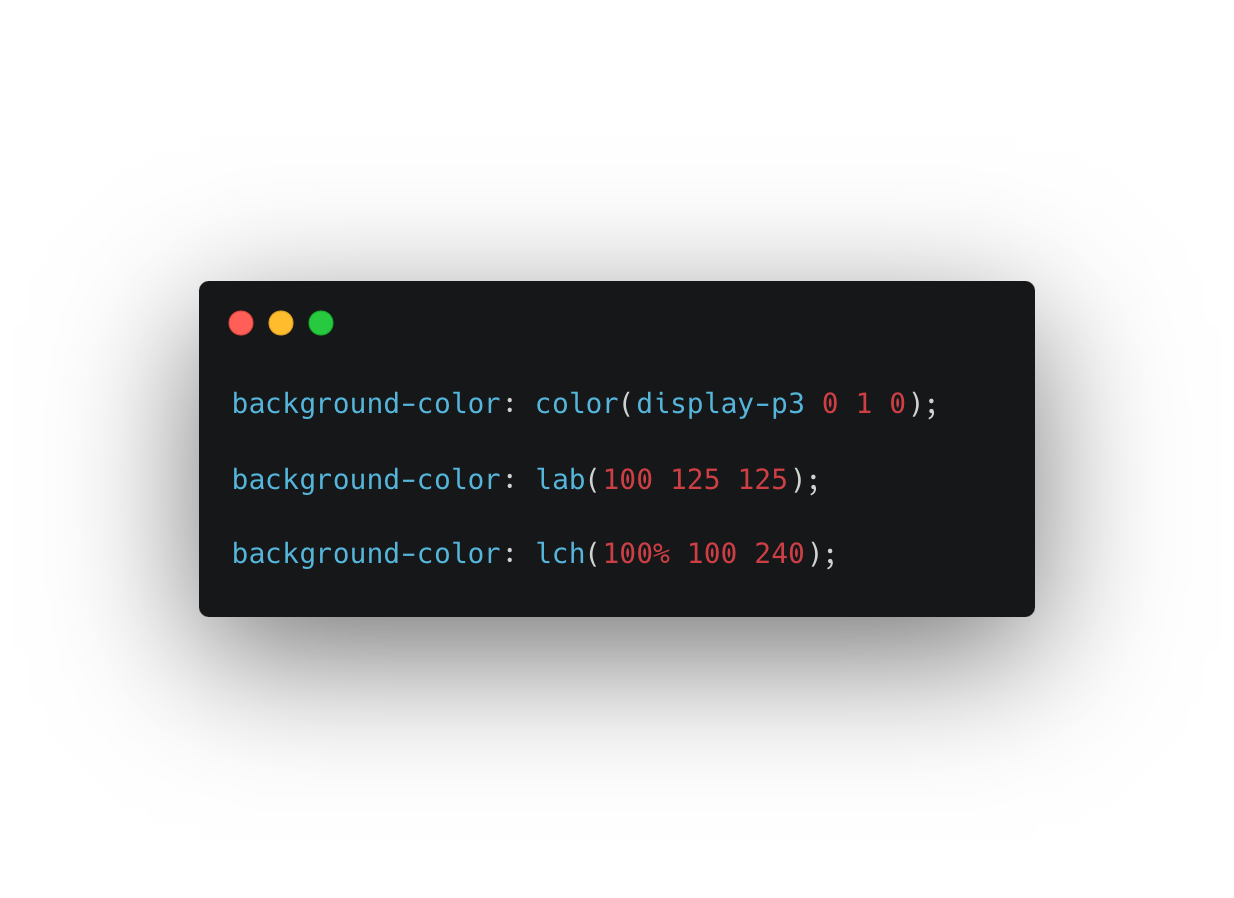 background-color: color(display-p3 0 1 0);
background-color: lab(100 125 125);
background-color: lch(100% 100 240);